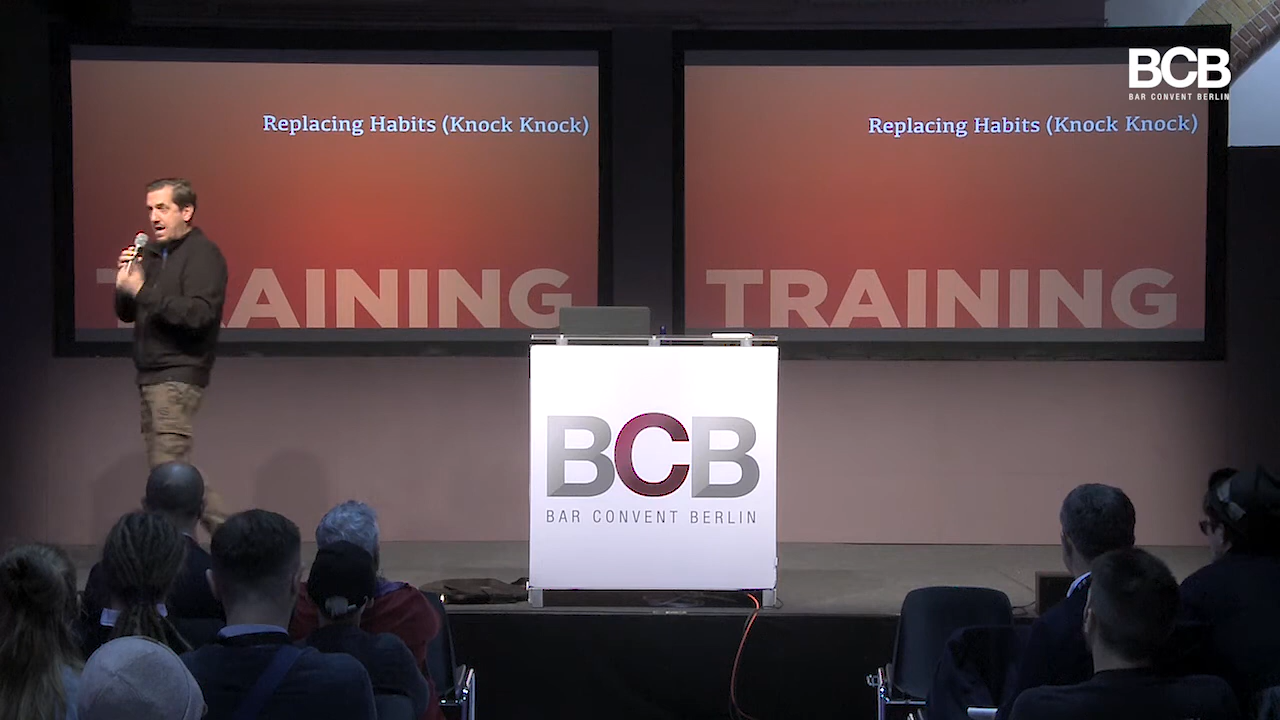 BCB
BAR CONVENT BERLIN
Replacing Habits (Knock Knock)
TRAINING
Replacing Habits (Knock Knock)
TRAINING
BCB
BAR CONVENT BERLIN